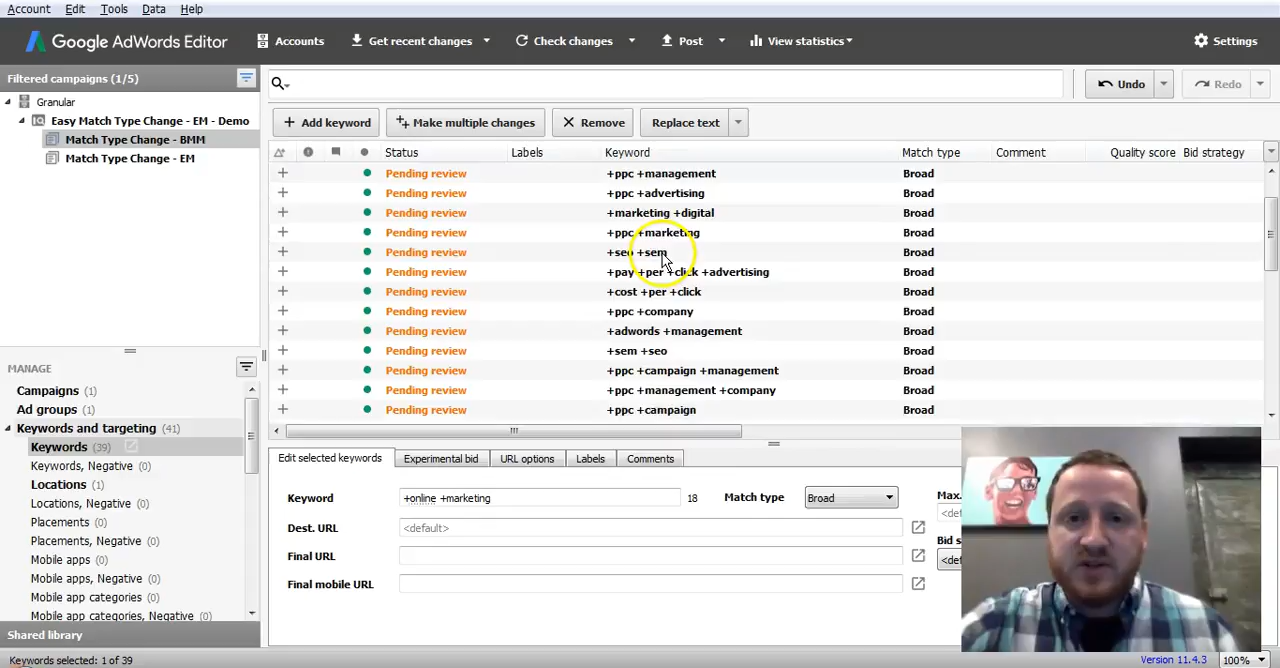 Account Edit Tools Data Help
Google AdWords Editor Accounts Get recent changes Check changes Post View statistics Settings
Filtered campaigns (1/5) Undo Redo
Granular
Easy Match Type Change - EM - Demo
Match Type Change - BMM
Match Type Change - EM
Add keyword Make multiple changes Remove Replace text
Status Labels Keyword Match type Comment Quality score Bid strategy
Pending review +ppc +management Broad
Pending review +ppc +advertising Broad
Pending review +marketing +digital Broad
Pending review +ppc +marketing Broad
Pending review +seo +sem Broad
Pending review +pay +per +click +advertising Broad
Pending review +cost +per +click Broad
Pending review +ppc +company Broad
Pending review +adwords +management Broad
Pending review +sem +seo Broad
Pending review +ppc +campaign +management Broad
Pending review +ppc +management +company Broad
Pending review +ppc +campaign Broad
MANAGE
Campaigns (1)
Ad groups (1)
Keywords and targeting (41)
Keywords (39)
Keywords, Negative (0)
Locations (1)
Locations, Negative (0)
Placements (0)
Placements, Negative (0)
Mobile apps (0)
Mobile apps, Negative (0)
Mobile app categories (0)
Mobile app categories, Negative (0)
Shared library
Edit selected keywords Experimental bid URL options Labels Comments
Keyword +online +marketing 18 Match type Broad Max.
Dest. URL <default>
Final URL
Final mobile URL
Keywords selected: 1 of 39 Version 11.4.3 100%